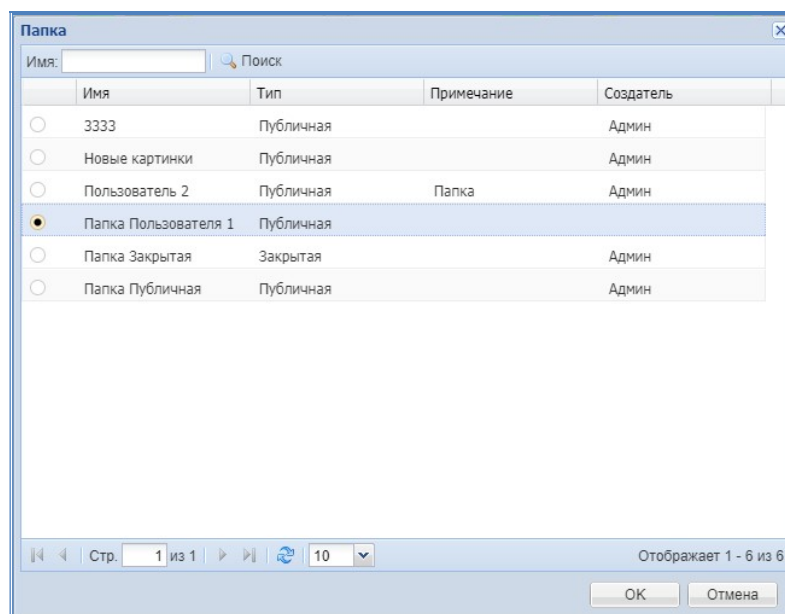 Папка
Имя: Поиск
Имя Тип Примечание Создатель
3333 Публичная Админ
Новые картинки Публичная Админ
Пользователь 2 Публичная Папка Админ
Папка Пользователя 1 Публичная
Папка Закрытая Закрытая Админ
Папка Публичная Публичная Админ
Стр. 1 из 1 10 Отображает 1 - 6 из 6
OK Отмена